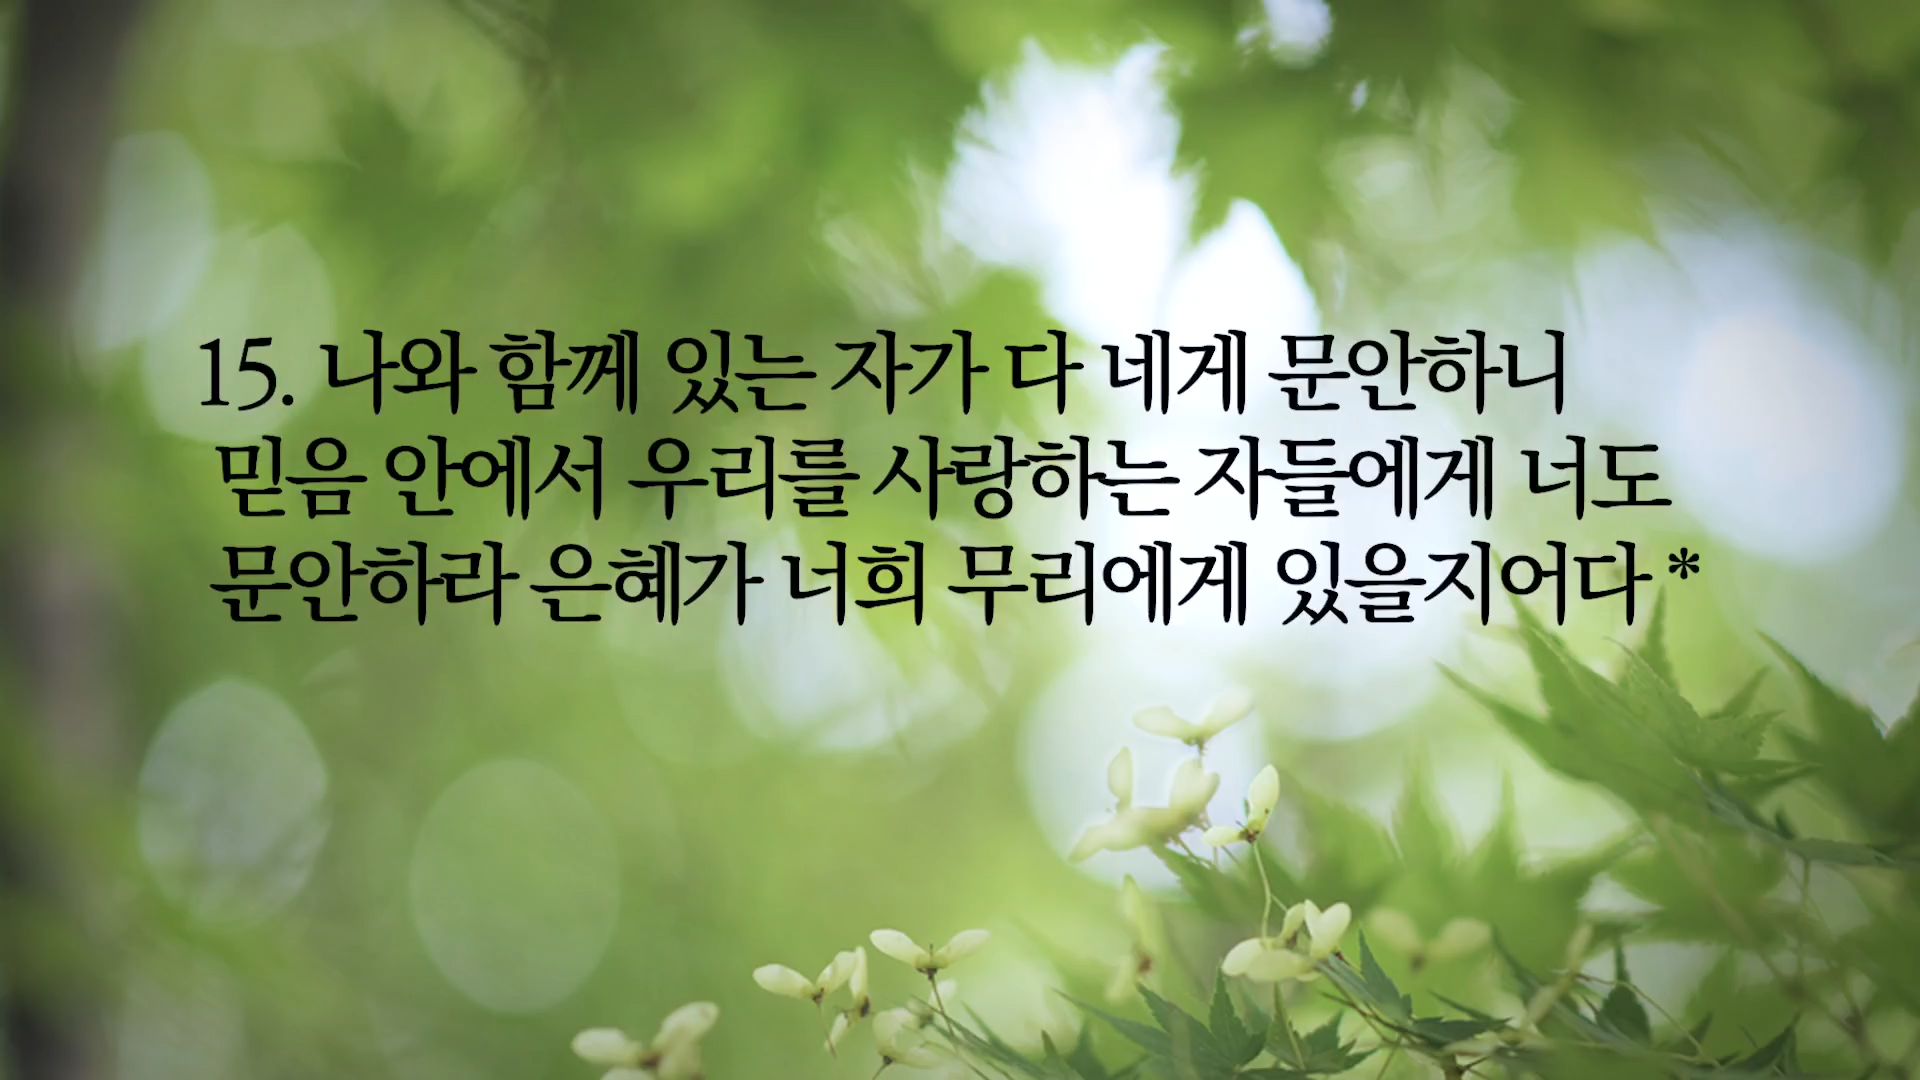 15. 나와 함께 있는 자가 다 네게 문안하니
믿음 안에서 우리를 사랑하는 자들에게 너도
문안하라 은혜가 너희 무리에게 있을지어다 *